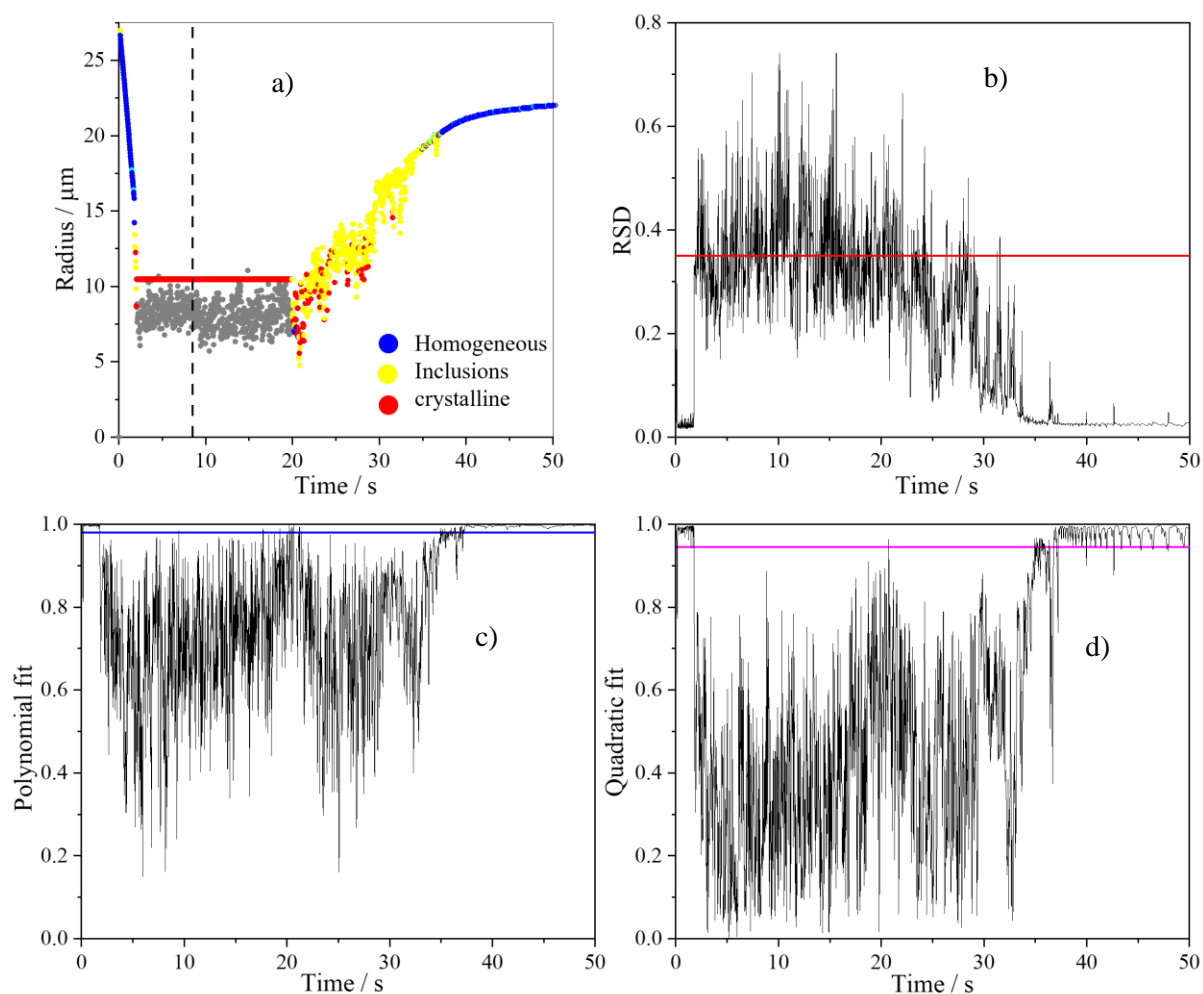 a)
25
20
15
10
5
0
Radius / μm
Homogeneous
Inclusions
crystalline
0 10 20 30 40 50
Time / s
b)
0.8
0.6
0.4
0.2
0.0
RSD
0 10 20 30 40 50
Time / s
c)
1.0
0.8
0.6
0.4
0.2
0.0
Polynomial fit
0 10 20 30 40 50
Time / s
d)
1.0
0.8
0.6
0.4
0.2
0.0
Quadratic fit
0 10 20 30 40 50
Time / s